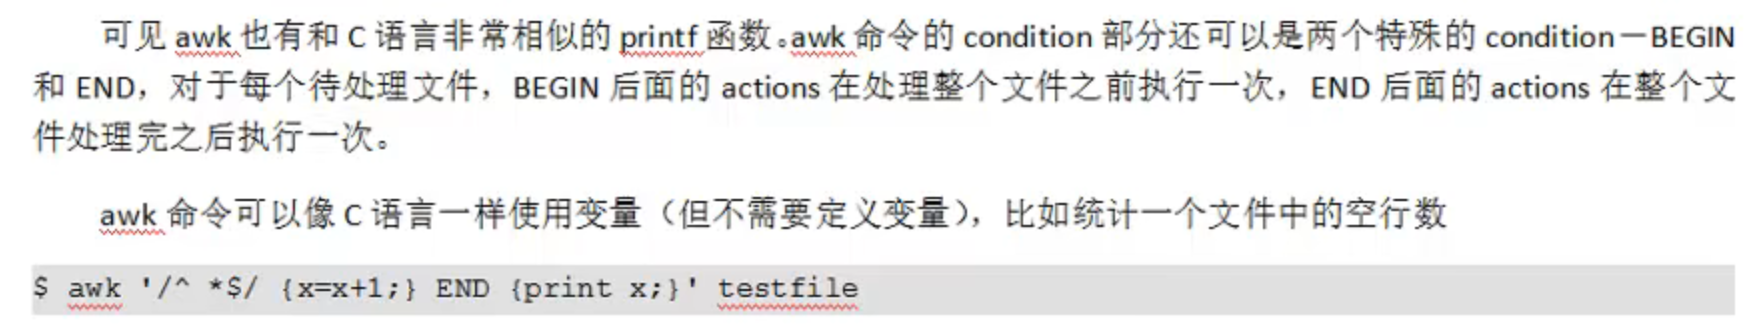 可见 awk 也有和 C 语言非常相似的 printf 函数。awk 命令的 condition 部分还可以是两个特殊的 condition－BEGIN
和 END，对于每个待处理文件，BEGIN 后面的 actions 在处理整个文件之前执行一次，END 后面的 actions 在整个文
件处理完之后执行一次。
awk 命令可以像 C 语言一样使用变量（但不需要定义变量），比如统计一个文件中的空行数
$ awk '/^ *$/ {x=x+1;} END {print x;}' testfile